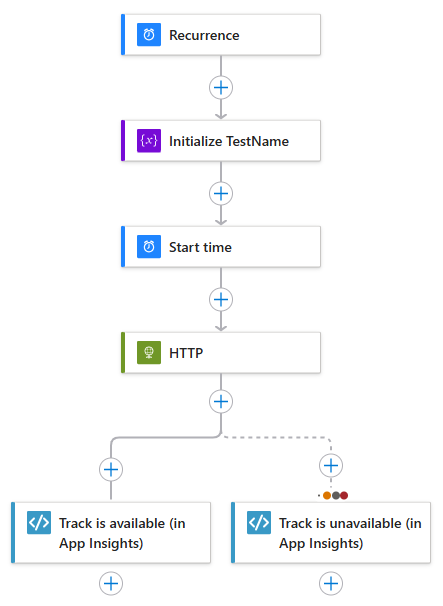 Recurrence
{x}
Initialize TestName
Start time
HTTP
</>
Track is available (in
App Insights)
</>
Track is unavailable (in
App Insights)